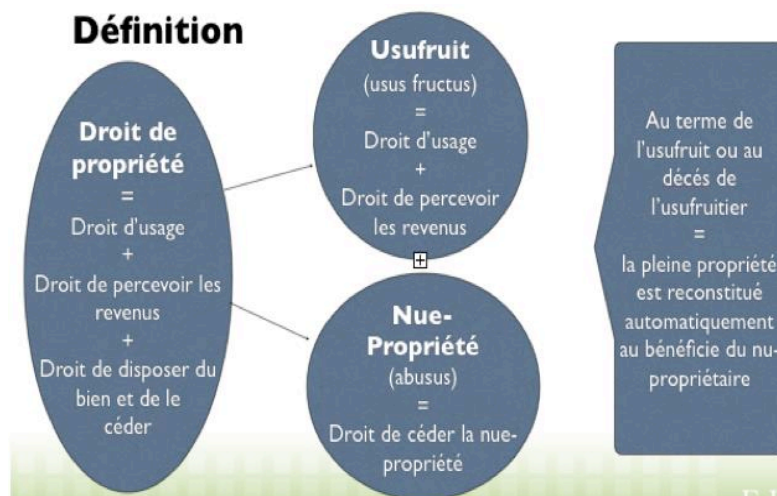 Définition
Droit de
propriété
=
Droit d'usage
+
Droit de percevoir les
revenus
+
Droit de disposer du
bien et de le
céder
Usufruit
(usus fructus)
=
Droit d'usage
+
Droit de percevoir
les revenus
+
Nue-
Propriété
(abusus)
=
Droit de céder la nue-
propriété
Au terme de
l'usufruit ou au
décés de
l'usufruitier
=
la pleine propriété
est reconstitué
automatiquement
au bénéficie du nu-
propriétaire